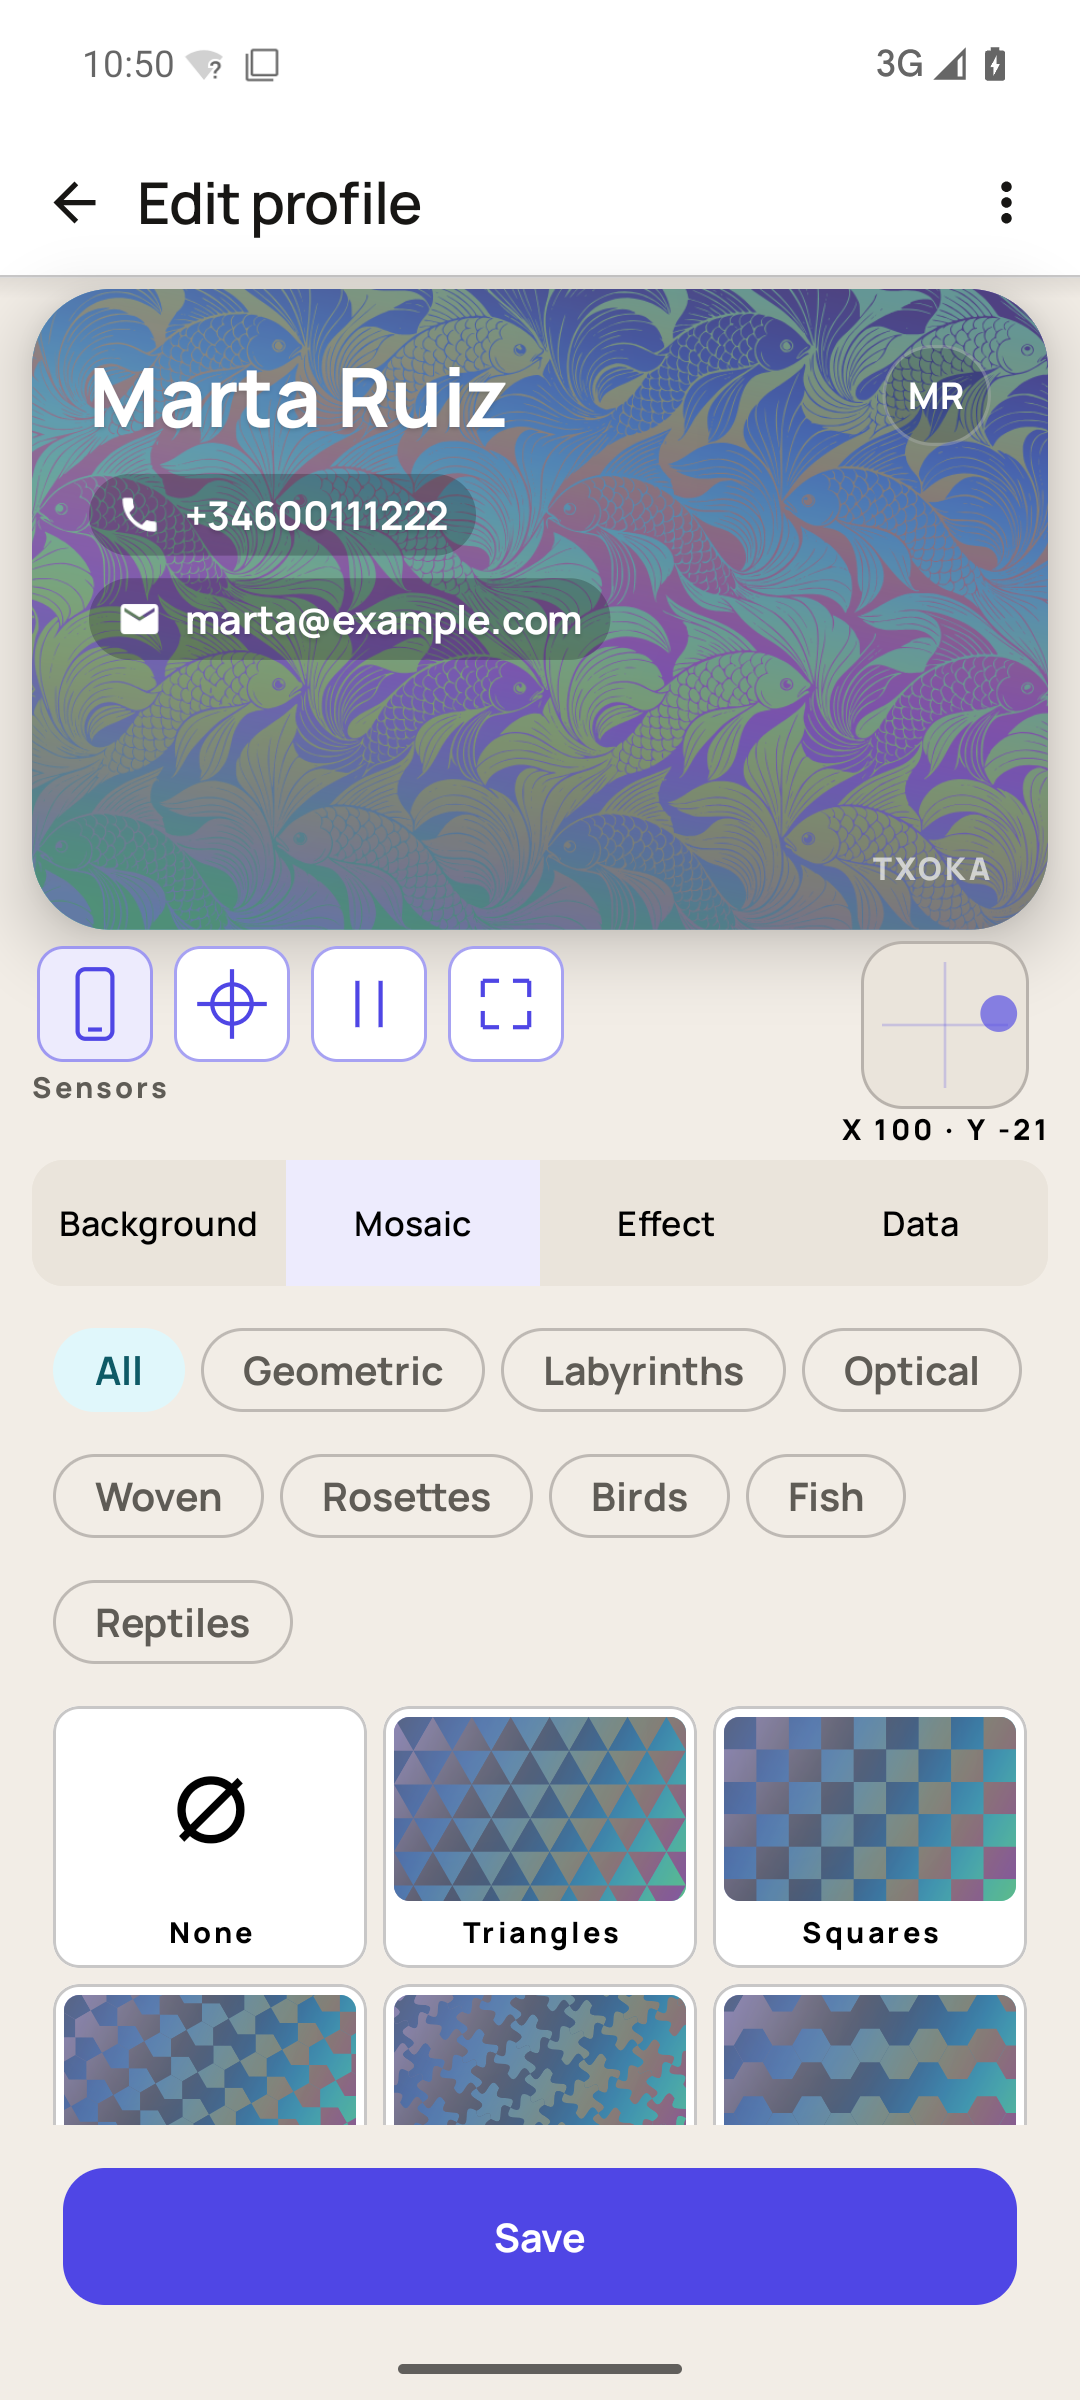 10:50
3G
Edit profile
Marta Ruiz
MR
+34600111222
marta@example.com
TXOKA
Sensors
X 100 · Y -21
Background Mosaic Effect Data
All Geometric Labyrinths Optical
Woven Rosettes Birds Fish
Reptiles
None Triangles Squares
Save